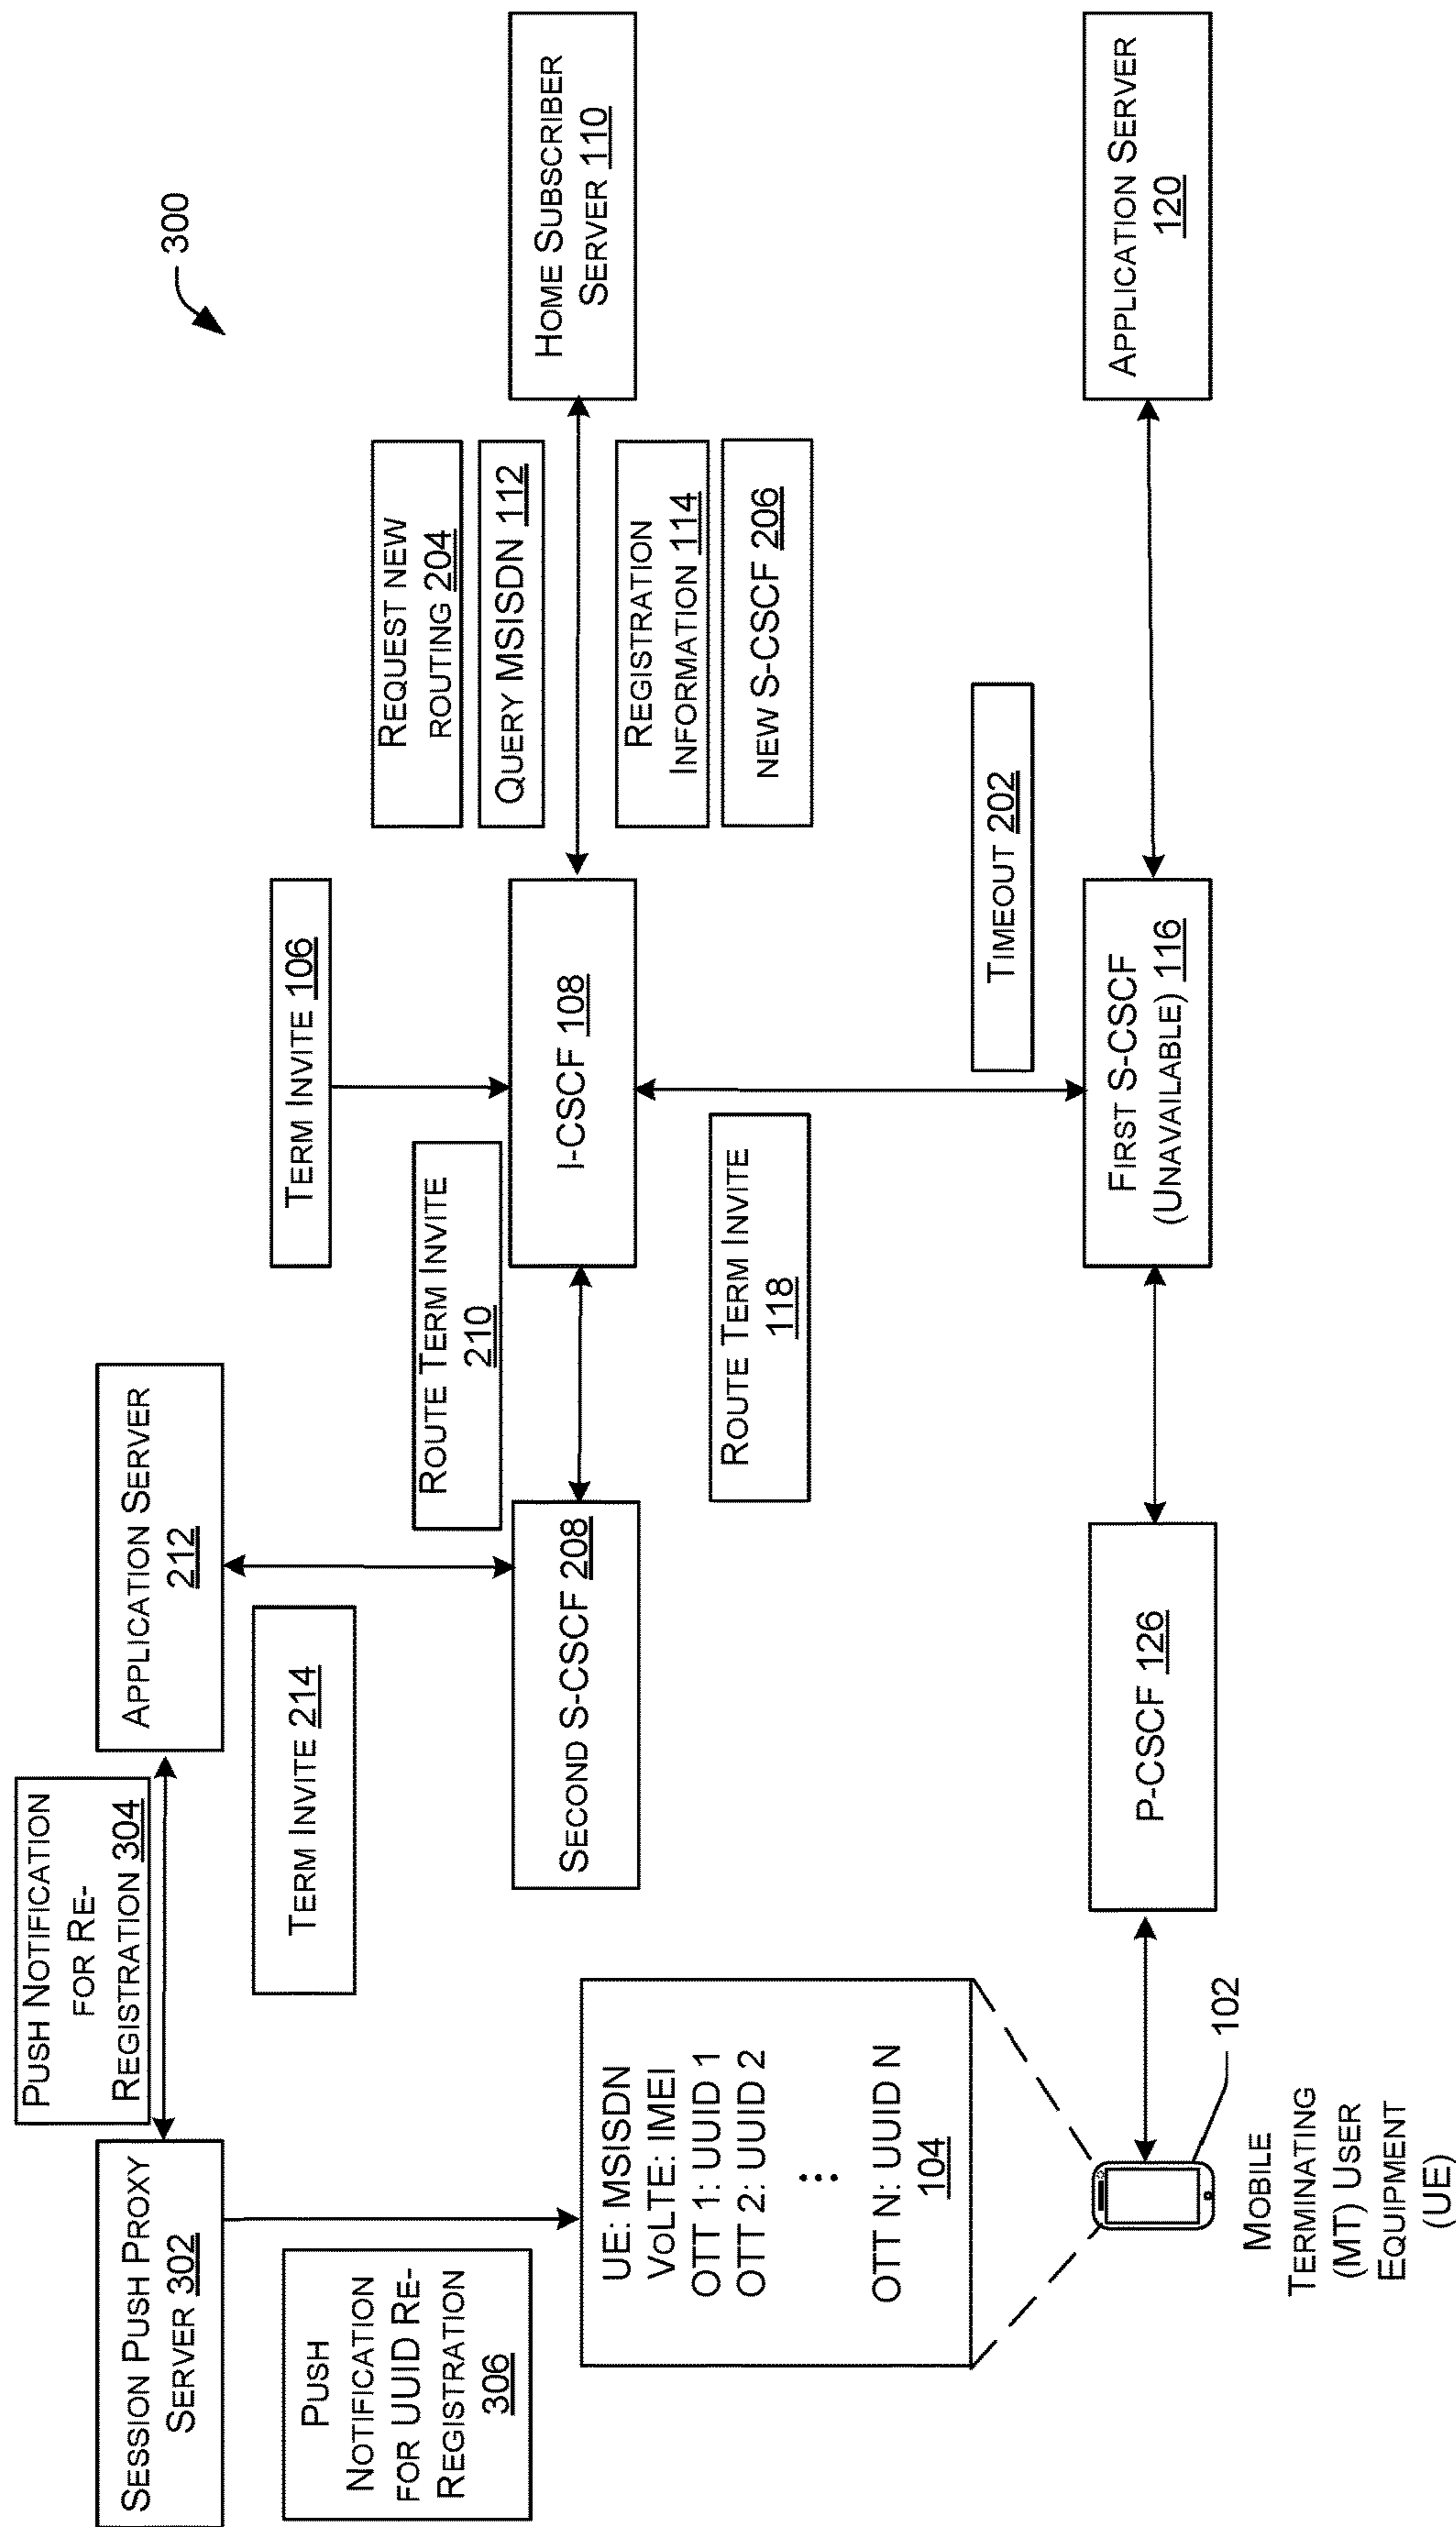 300
PUSH NOTIFICATION
FOR RE-
REGISTRATION 304
SESSION PUSH PROXY
SERVER 302
APPLICATION SERVER
212
TERM INVITE 106
REQUEST NEW
ROUTING 204
PUSH
NOTIFICATION
FOR UUID RE-
REGISTRATION
306
TERM INVITE 214
ROUTE TERM INVITE
210
QUERY MSISDN 112
SECOND S-CSCF 208
I-CSCF 108
HOME SUBSCRIBER
SERVER 110
REGISTRATION
INFORMATION 114
NEW S-CSCF 206
UE: MSISDN
VOLTE: IMEI
OTT 1: UUID 1
OTT 2: UUID 2
⋮
OTT N: UUID N
104
ROUTE TERM INVITE
118
TIMEOUT 202
P-CSCF 126
FIRST S-CSCF
(UNAVAILABLE) 116
APPLICATION SERVER
120
102
MOBILE
TERMINATING
(MT) USER
EQUIPMENT
(UE)